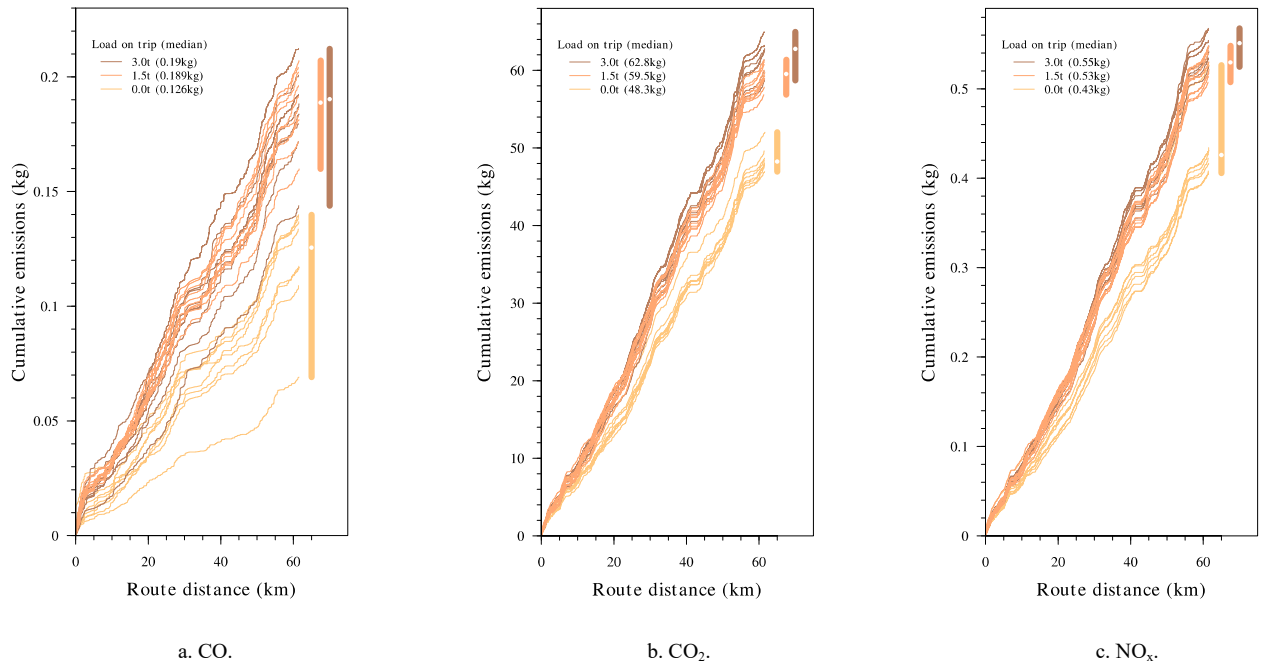 Load on trip (median)
3.0t (0.19kg)
1.5t (0.189kg)
0.0t (0.126kg)
Cumulative emissions (kg)
0.2
0.15
0.1
0.05
0
0 20 40 60
Route distance (km)
a. CO.
Load on trip (median)
3.0t (62.8kg)
1.5t (59.5kg)
0.0t (48.3kg)
Cumulative emissions (kg)
60
50
40
30
20
10
0
0 20 40 60
Route distance (km)
b. CO₂.
Load on trip (median)
3.0t (0.55kg)
1.5t (0.53kg)
0.0t (0.43kg)
Cumulative emissions (kg)
0.5
0.4
0.3
0.2
0.1
0
0 20 40 60
Route distance (km)
c. NOₓ.